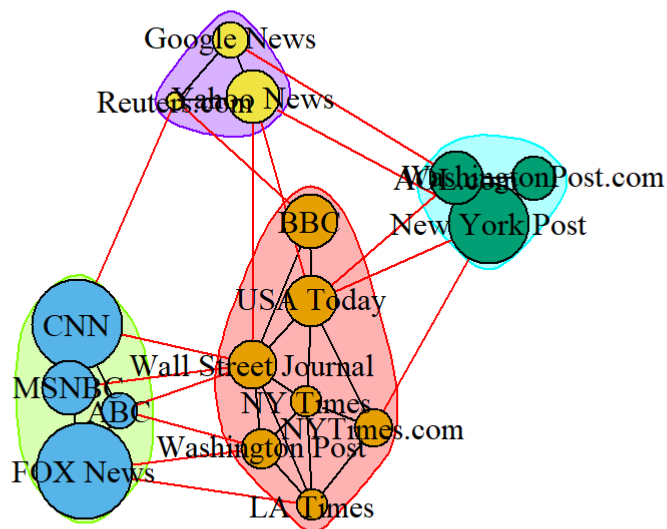 Google News
Reuters.com
Yahoo News
WashingtonPost.com
AOL.com
New York Post
BBC
USA Today
CNN
Wall Street Journal
MSNBC
ABC
NY Times
NYTimes.com
Washington Post
FOX News
LA Times